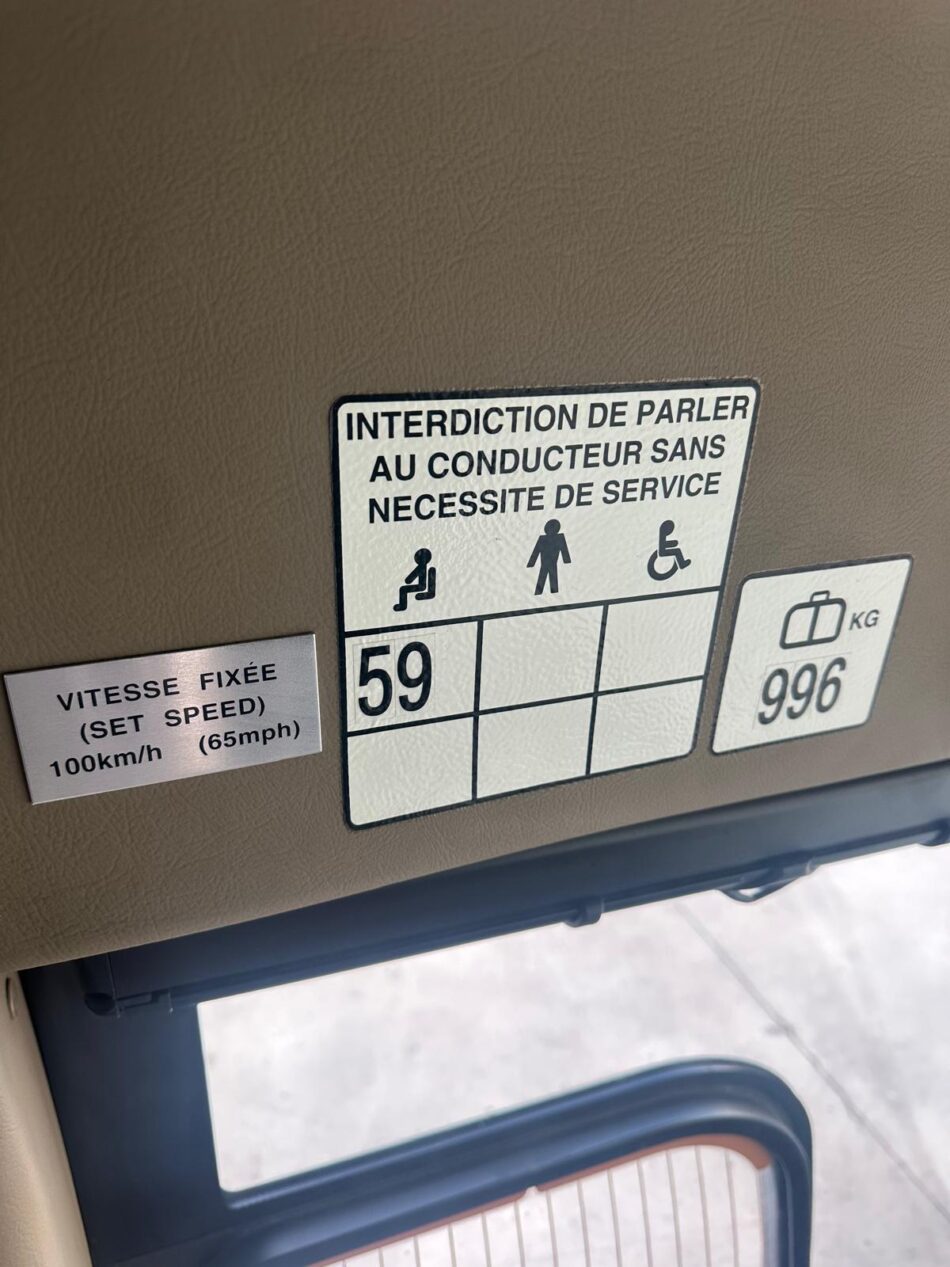 INTERDICTION DE PARLER
AU CONDUCTEUR SANS
NECESSITE DE SERVICE
59
KG
996
VITESSE FIXÉE
(SET SPEED)
100km/h (65mph)